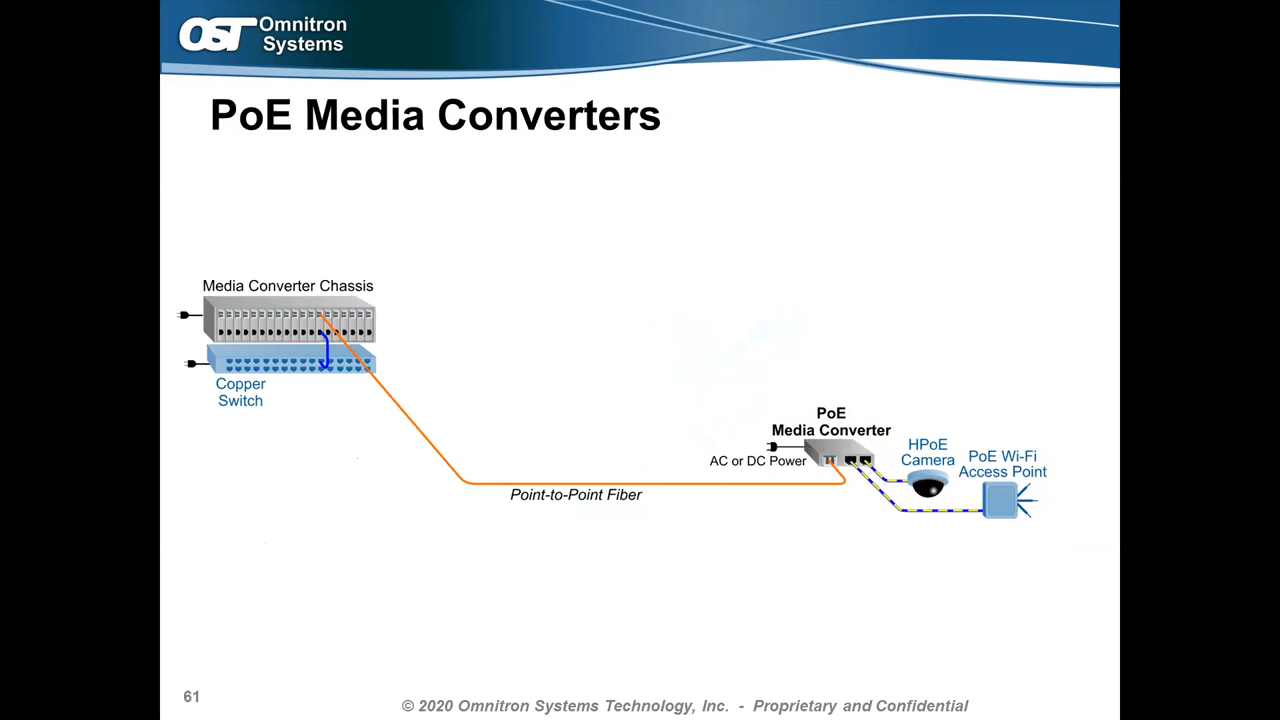 OST Omnitron
Systems
PoE Media Converters
Media Converter Chassis
Copper
Switch
Point-to-Point Fiber
PoE
Media Converter
AC or DC Power
HPoE
Camera
PoE Wi-Fi
Access Point
61
© 2020 Omnitron Systems Technology, Inc. - Proprietary and Confidential